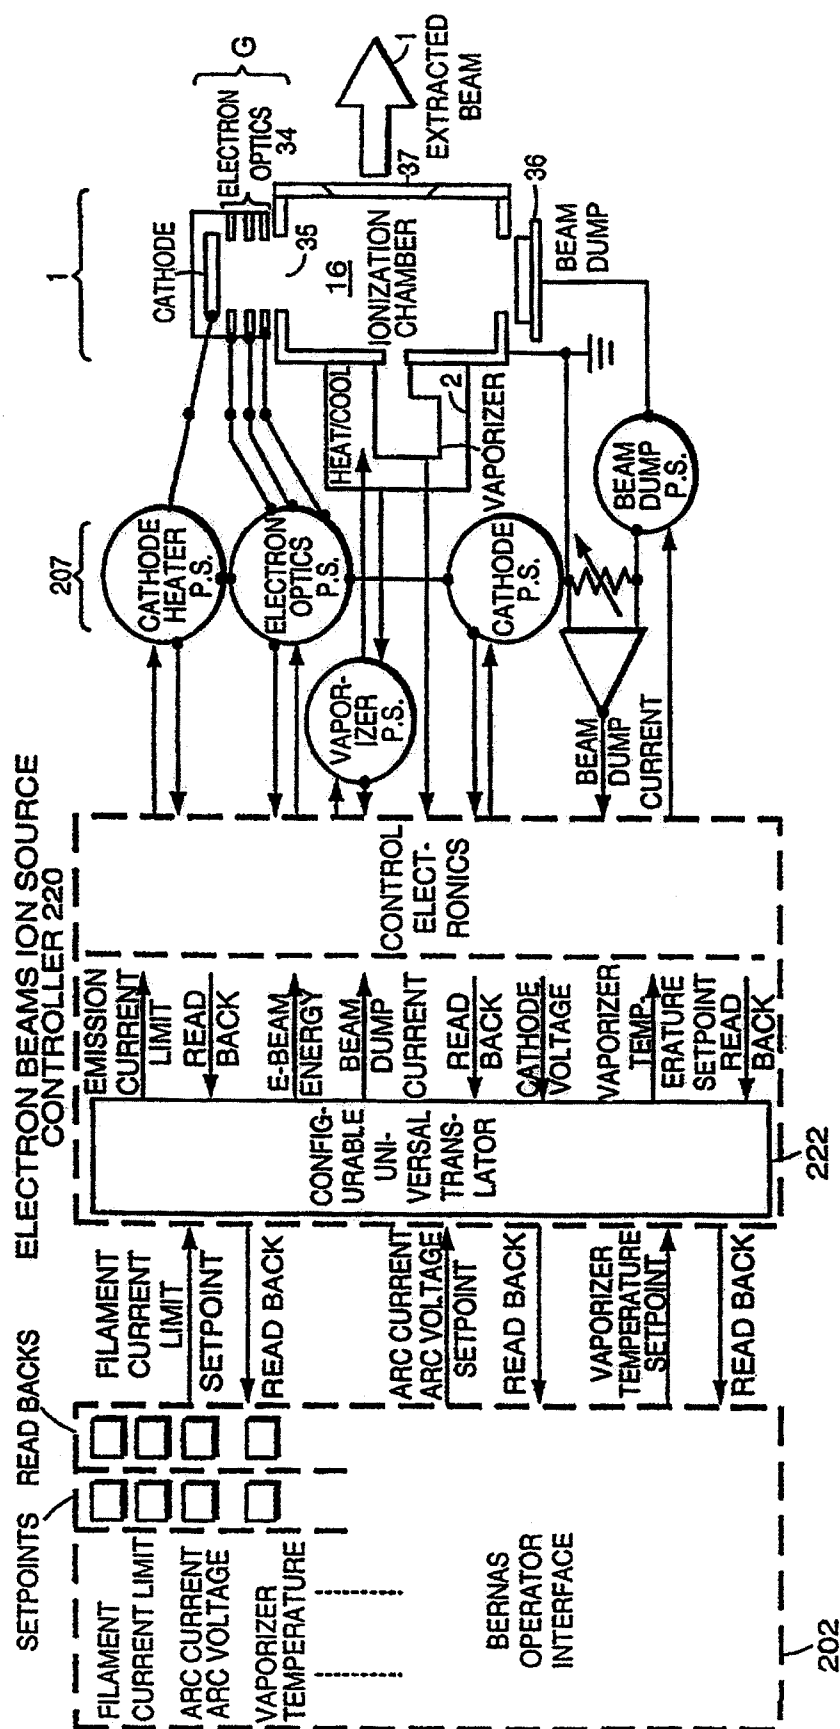 ELECTRON BEAMS ION SOURCE
CONTROLLER 220
SETPOINTS
READ BACKS
FILAMENT
CURRENT LIMIT
ARC CURRENT
ARC VOLTAGE
VAPORIZER
TEMPERATURE
BERNAS
OPERATOR
INTERFACE
202
FILAMENT
CURRENT
LIMIT
SETPOINT
READ BACK
ARC CURRENT
ARC VOLTAGE
SETPOINT
READ BACK
VAPORIZER
TEMPERATURE
SETPOINT
READ BACK
CONFIG-
URABLE
UNI-
VERSAL
TRANS-
LATOR
222
EMISSION
CURRENT
LIMIT
READ
BACK
E-BEAM
ENERGY
BEAM
DUMP
CURRENT
READ
BACK
CATHODE
VOLTAGE
VAPORIZER
TEMP-
ERATURE
SETPOINT
READ
BACK
CONTROL
ELECT-
RONICS
207
CATHODE
HEATER
P.S.
ELECTRON
OPTICS
P.S.
VAPOR-
IZER
P.S.
CATHODE
P.S.
BEAM
DUMP
P.S.
BEAM
DUMP
CURRENT
1
CATHODE
ELECTRON
OPTICS
34
G
35
16
IONIZATION
CHAMBER
HEAT/COOL
2
VAPORIZER
37
36
BEAM
DUMP
1
EXTRACTED
BEAM